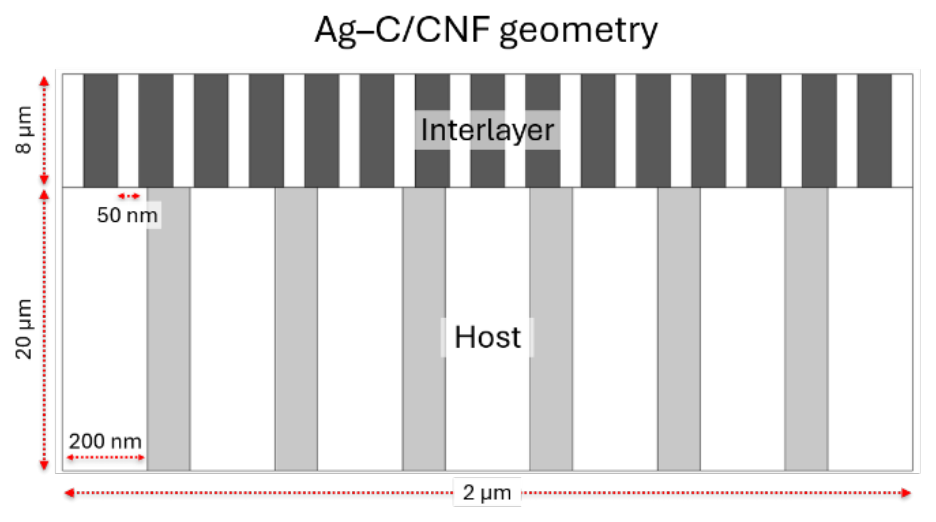 Ag–C/CNF geometry
8 µm
Interlayer
50 nm
20 µm
Host
200 nm
2 µm